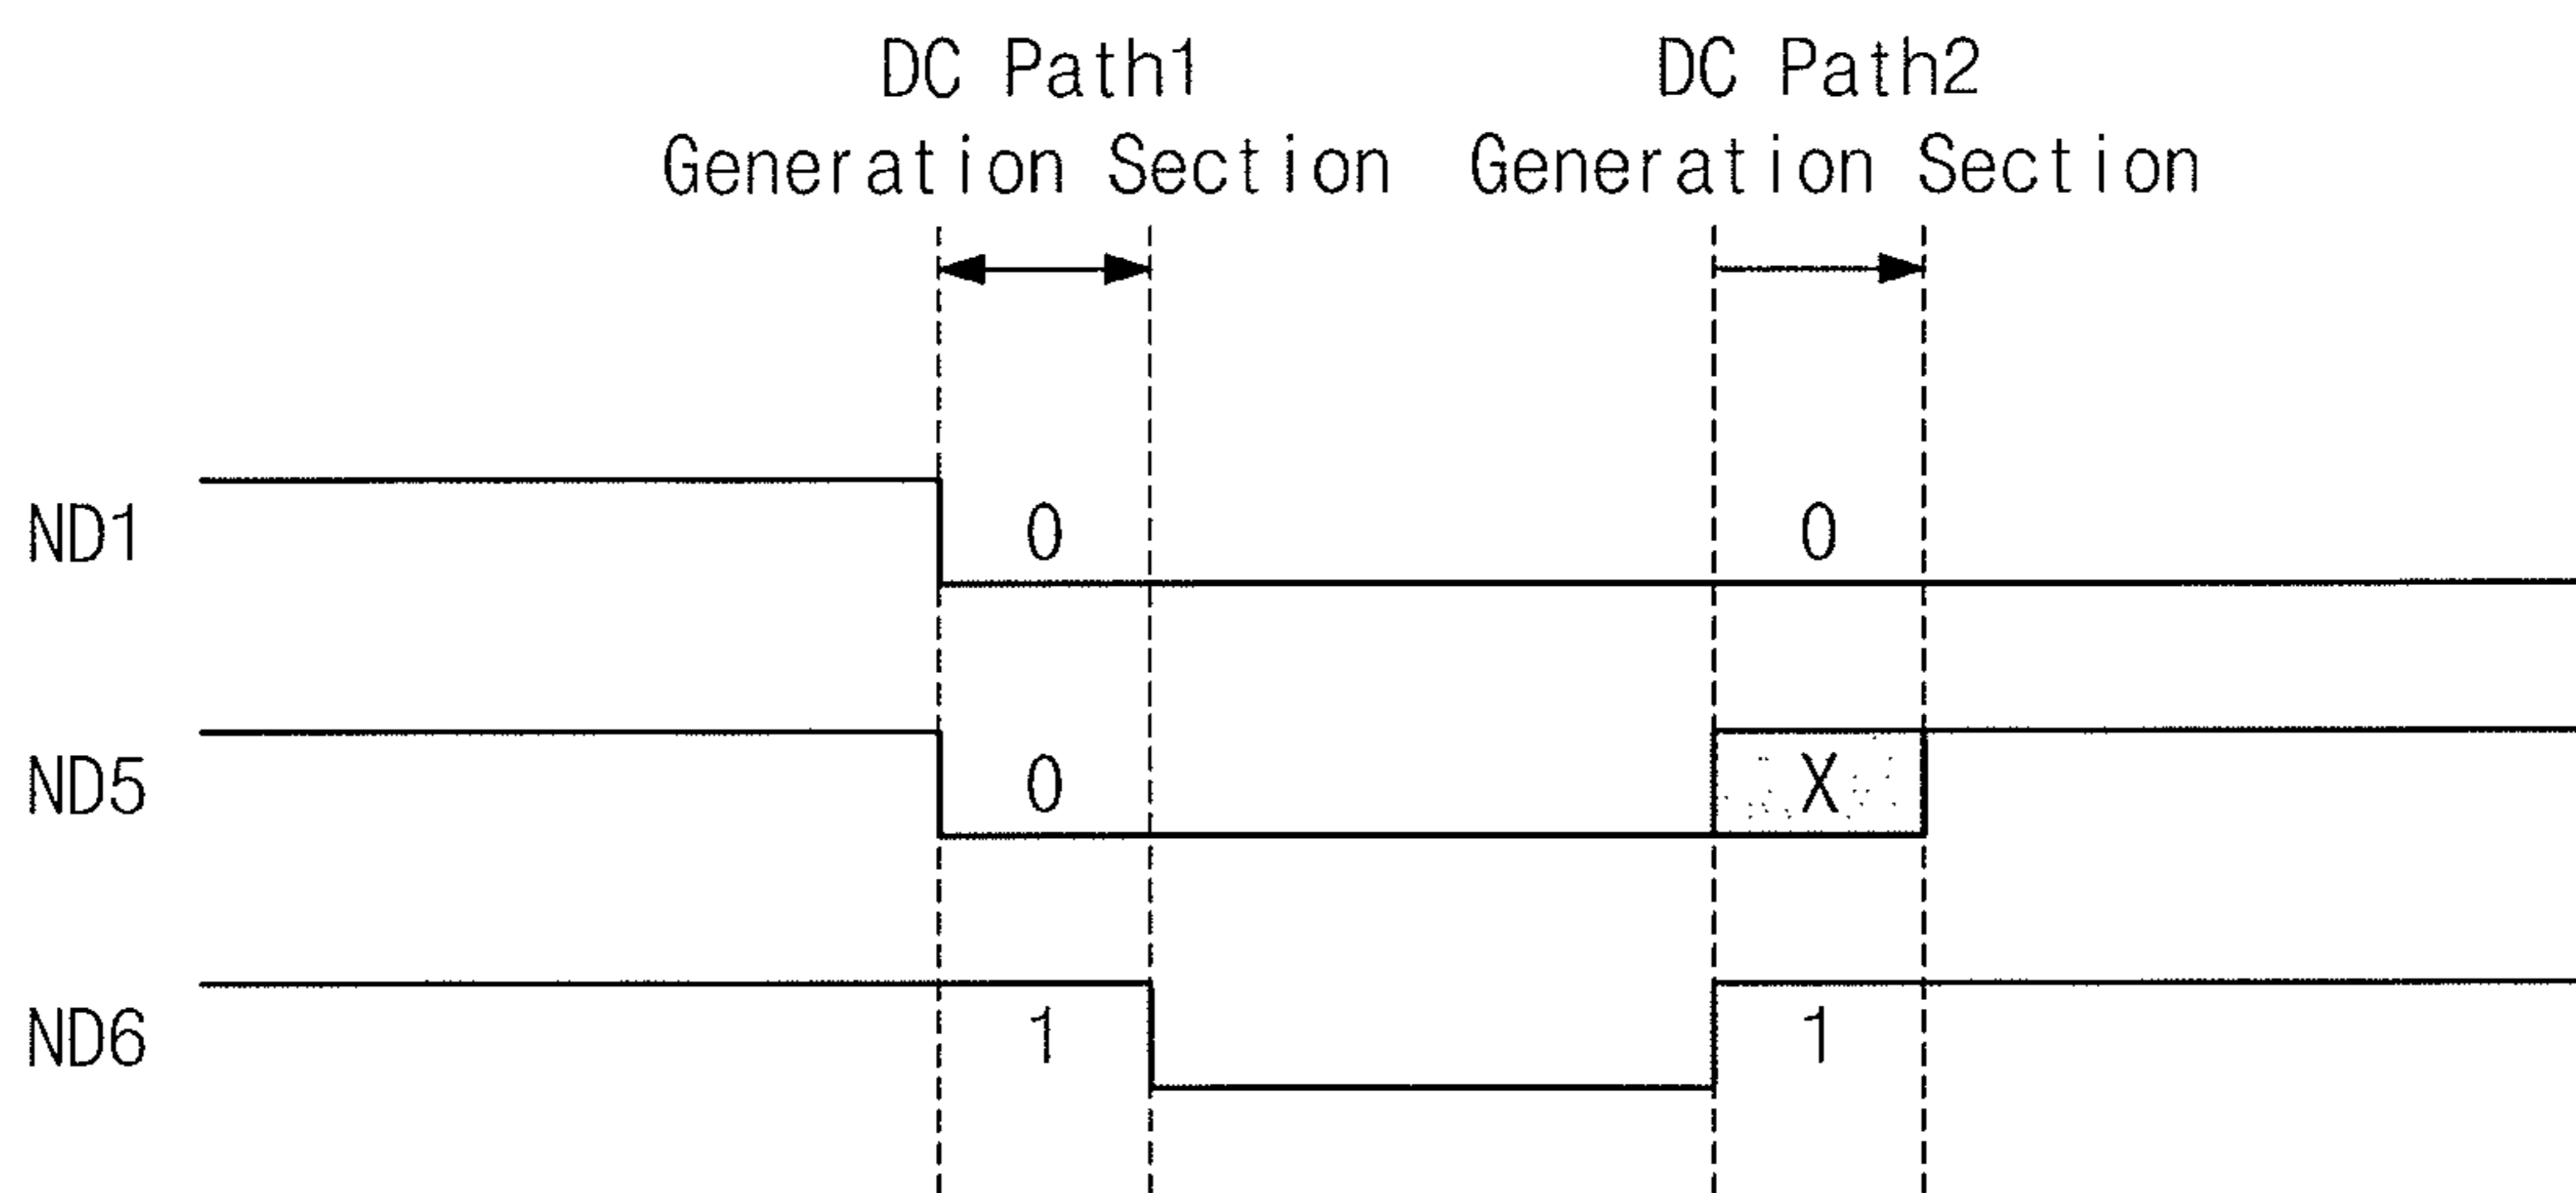 DC Path1 DC Path2
Generation Section Generation Section
ND1 0 0
ND5 0 X
ND6 1 1